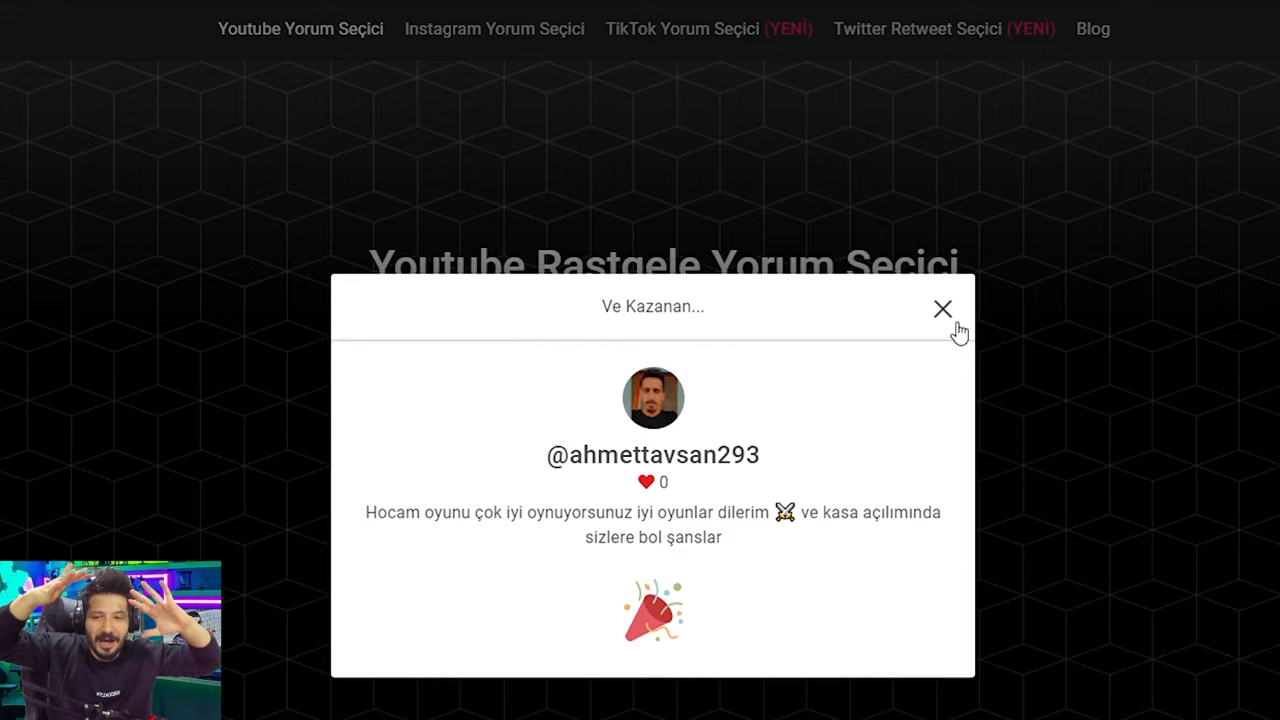 Youtube Yorum Seçici Instagram Yorum Seçici TikTok Yorum Seçici (YENİ) Twitter Retweet Seçici (YENİ) Blog
Youtube Rastgele Yorum Seçici
Ve Kazanan...
@ahmettavsan293
0
Hocam oyunu çok iyi oynuyorsunuz iyi oyunlar dilerim ⚔️ ve kasa açılımında
sizlere bol şanslar